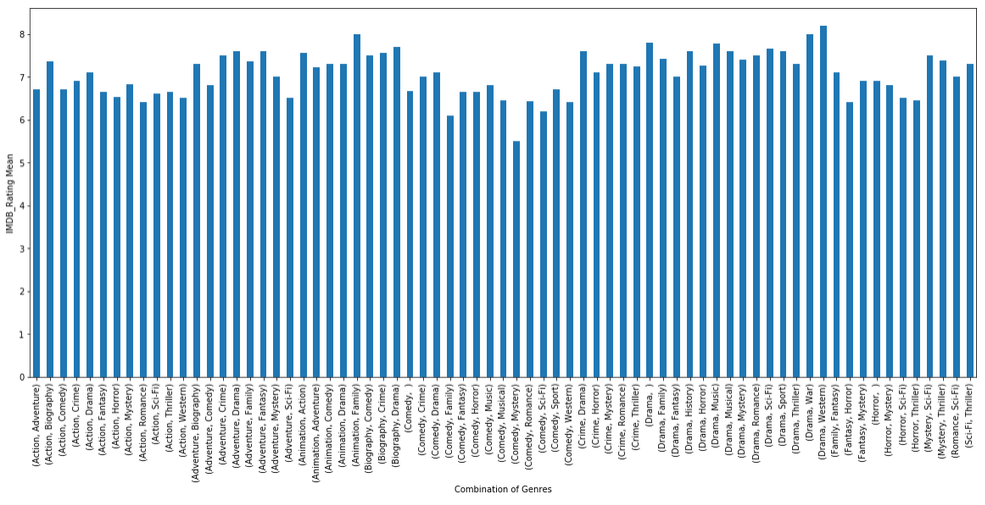 8
7
6
5
4
3
2
1
0
IMDB_Rating Mean
(Action, Adventure)
(Action, Biography)
(Action, Comedy)
(Action, Crime)
(Action, Drama)
(Action, Fantasy)
(Action, Horror)
(Action, Mystery)
(Action, Romance)
(Action, Sci-Fi)
(Action, Thriller)
(Action, Western)
(Adventure, Biography)
(Adventure, Comedy)
(Adventure, Crime)
(Adventure, Drama)
(Adventure, Family)
(Adventure, Fantasy)
(Adventure, Mystery)
(Adventure, Sci-Fi)
(Animation, Action)
(Animation, Adventure)
(Animation, Comedy)
(Animation, Drama)
(Animation, Family)
(Biography, Comedy)
(Biography, Crime)
(Biography, Drama)
(Comedy, )
(Comedy, Crime)
(Comedy, Drama)
(Comedy, Family)
(Comedy, Fantasy)
(Comedy, Horror)
(Comedy, Music)
(Comedy, Musical)
(Comedy, Mystery)
(Comedy, Romance)
(Comedy, Sci-Fi)
(Comedy, Sport)
(Comedy, Western)
(Crime, Drama)
(Crime, Horror)
(Crime, Mystery)
(Crime, Romance)
(Crime, Thriller)
(Drama, )
(Drama, Family)
(Drama, Fantasy)
(Drama, History)
(Drama, Horror)
(Drama, Music)
(Drama, Musical)
(Drama, Mystery)
(Drama, Romance)
(Drama, Sci-Fi)
(Drama, Sport)
(Drama, Thriller)
(Drama, War)
(Drama, Western)
(Family, Fantasy)
(Fantasy, Horror)
(Fantasy, Mystery)
(Horror, )
(Horror, Mystery)
(Horror, Sci-Fi)
(Horror, Thriller)
(Mystery, Sci-Fi)
(Mystery, Thriller)
(Romance, Sci-Fi)
(Sci-Fi, Thriller)
Combination of Genres